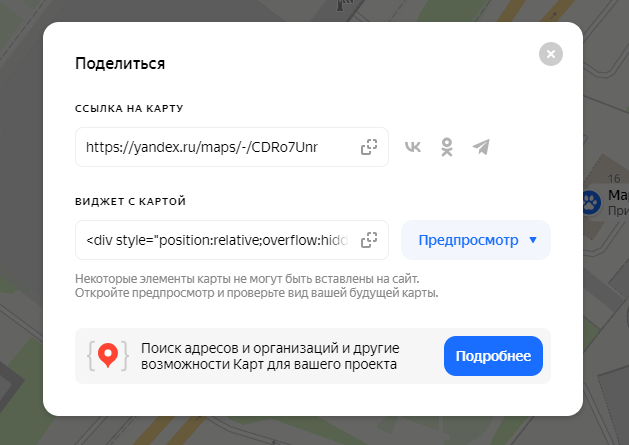 Поделиться
ССЫЛКА НА КАРТУ
https://yandex.ru/maps/-/CDRo7Unr
ВИДЖЕТ С КАРТОЙ
<div style="position:relative;overflow:hidd
Предпросмотр
Некоторые элементы карты не могут быть вставлены на сайт.
Откройте предпросмотр и проверьте вид вашей будущей карты.
Поиск адресов и организаций и другие
возможности Карт для вашего проекта
Подробнее
16
Ма
При